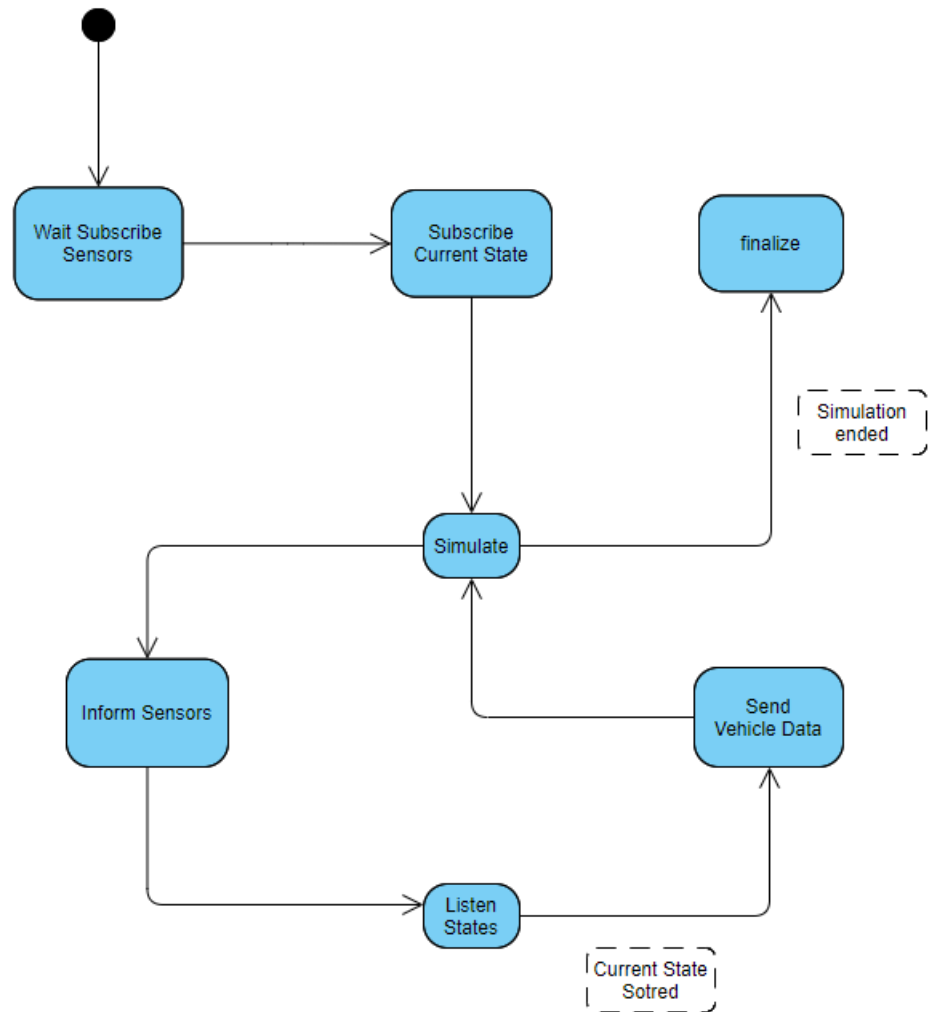 Wait Subscribe
Sensors
Subscribe
Current State
finalize
Simulation
ended
Simulate
Inform Sensors
Send
Vehicle Data
Listen
States
Current State
Sotred